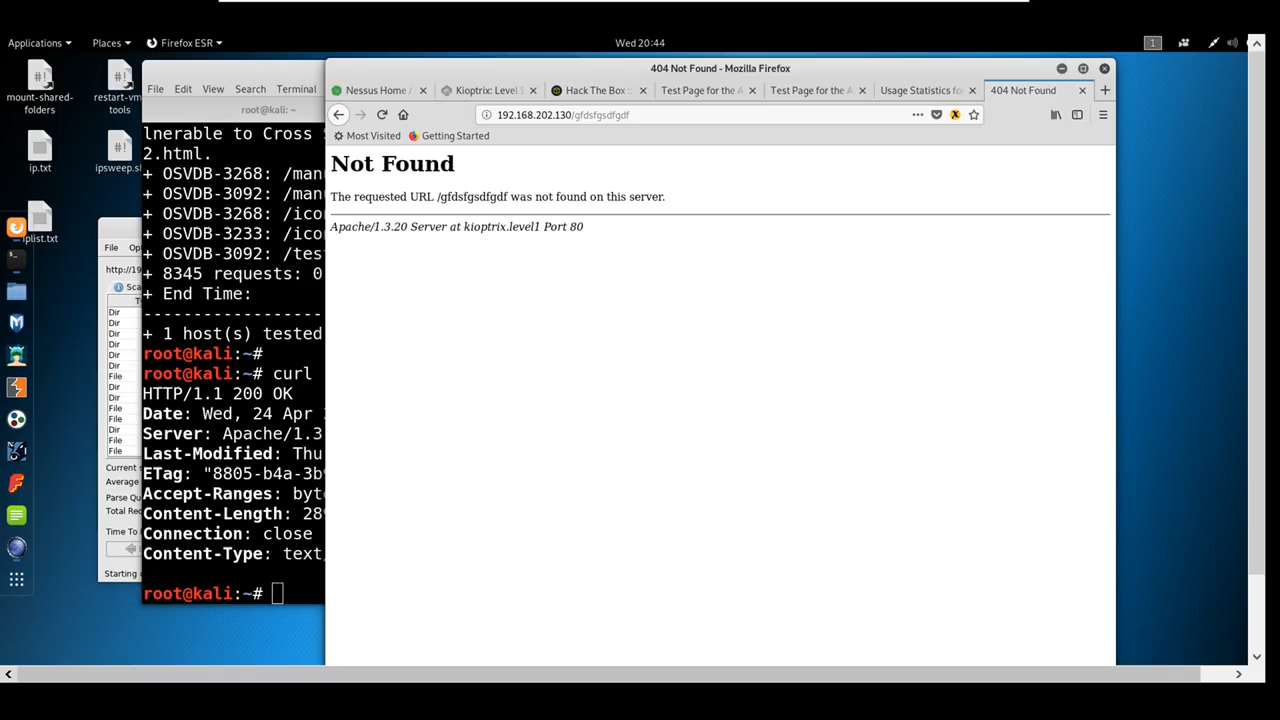 Applications
Places
Firefox ESR
Wed 20:44
1
mount-shared-
folders
restart-vm
tools
ip.txt
ipsweep.sh
iplist.txt
File Edit View Search Terminal
root@kali: ~
lnerable to Cross
2.html.
+ OSVDB-3268: /man
+ OSVDB-3092: /man
+ OSVDB-3268: /ico
+ OSVDB-3233: /ico
+ OSVDB-3092: /tes
+ 8345 requests: 0
+ End Time:
+ 1 host(s) tested
root@kali:~#
root@kali:~# curl
HTTP/1.1 200 OK
Date: Wed, 24 Apr
Server: Apache/1.3
Last-Modified: Thu
ETag: "8805-b4a-3b
Accept-Ranges: byt
Content-Length: 28
Connection: close
Content-Type: text/
root@kali:~#
File
http://19
Sca
Dir
Dir
Dir
Dir
Dir
Dir
File
Dir
Dir
File
File
Dir
File
File
Current
Average
Parse Qu
Total Req
Time To
Starting
404 Not Found - Mozilla Firefox
Nessus Home /
Kioptrix: Level 1
Hack The Box ::
Test Page for the A
Test Page for the A
Usage Statistics fo
404 Not Found
192.168.202.130/gfdsfgsdfgdf
Most Visited
Getting Started
Not Found
The requested URL /gfdsfgsdfgdf was not found on this server.
Apache/1.3.20 Server at kioptrix.level1 Port 80